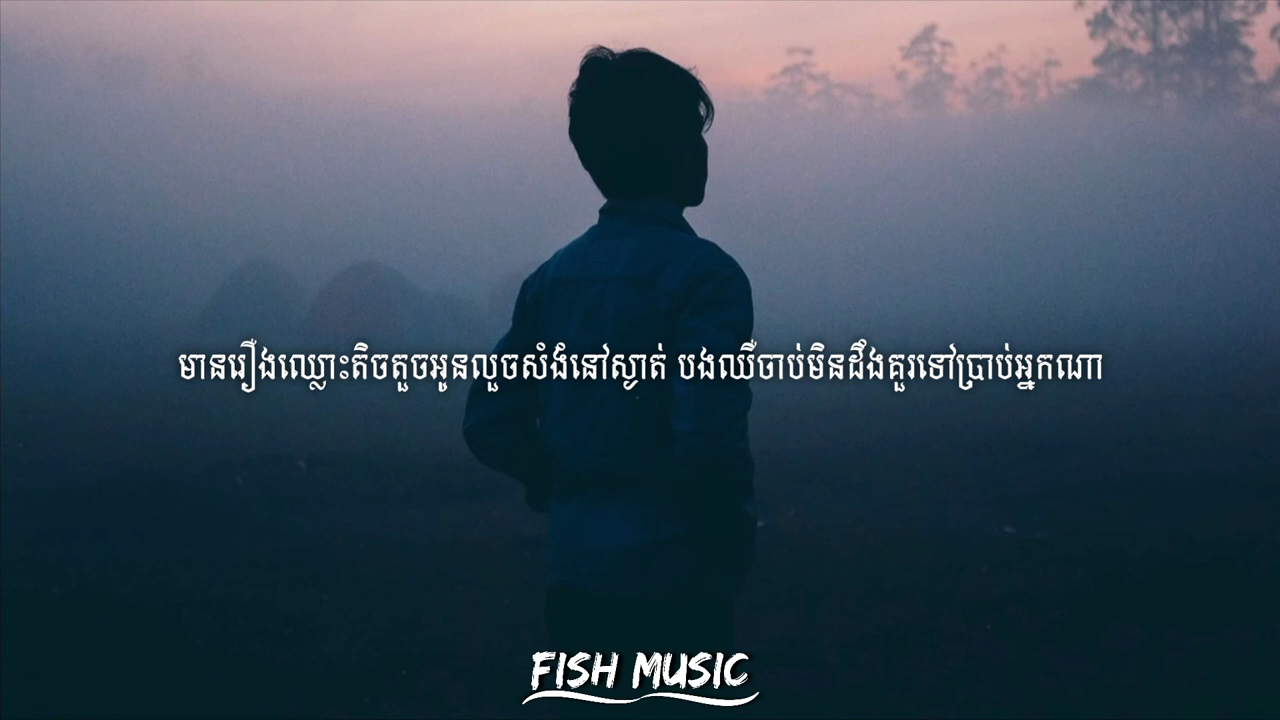 មានរឿងឈ្លោះតិចតួចអូនលួចសំងំនៅស្ងាត់ បងឈឺចាប់មិនដឹងគួរទៅប្រាប់អ្នកណា
FISH MUSIC